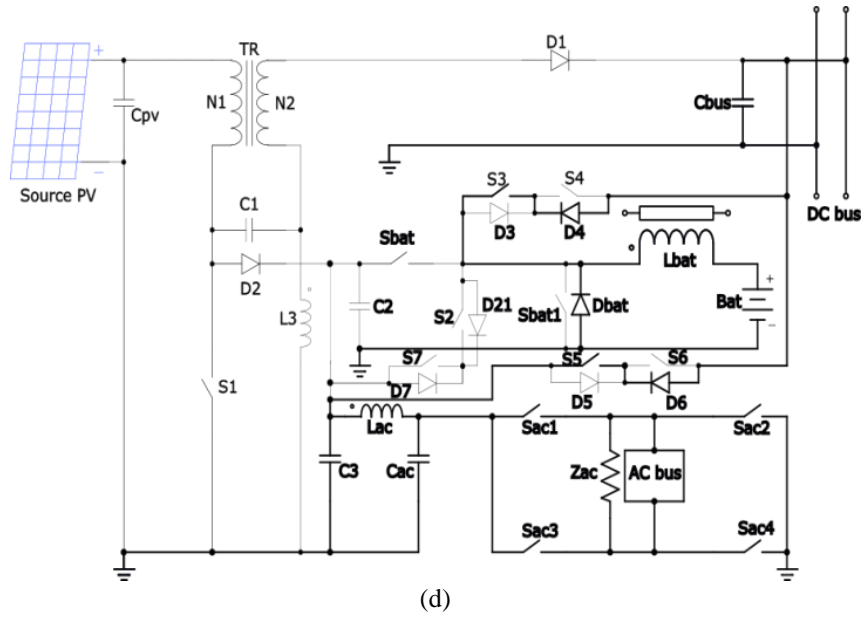 TR
D1
+
N1
N2
Cpv
Cbus
−
Source PV
S3
S4
DC bus
C1
D3
D4
Sbat
Lbat
D2
+
C2
S2
D21
Sbat1
Dbat
Bat
−
L3
S7
S5
S6
S1
D7
D5
D6
Lac
Sac1
Sac2
C3
Cac
Zac
AC bus
Sac3
Sac4
(d)